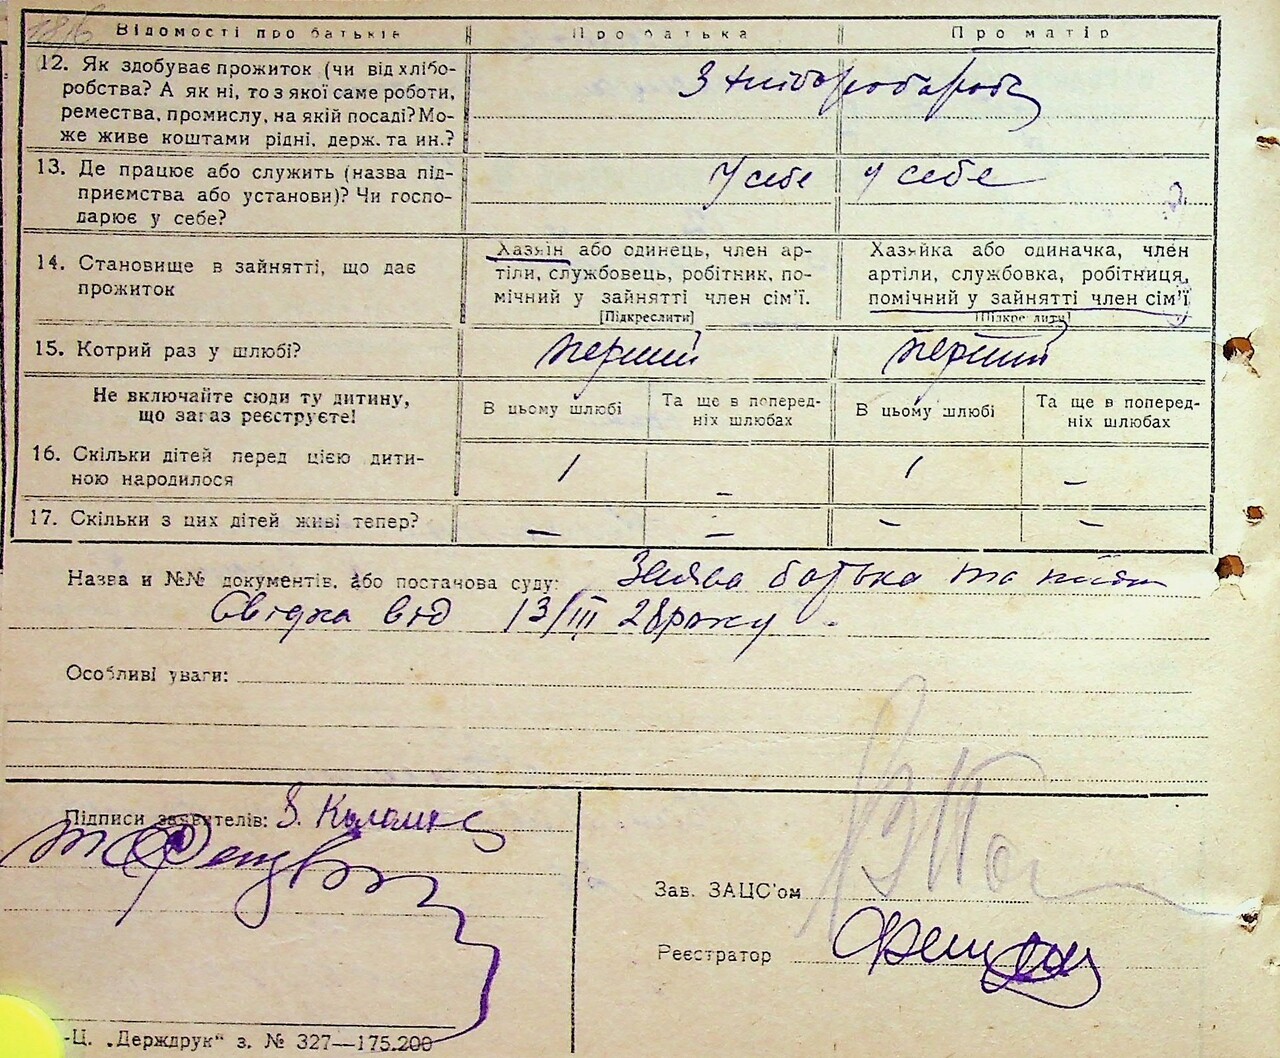 Відомості про батьків Про батька Про матір
12. Як здобуває прожиток (чи від хлібо-
робства? А як ні, то з якої саме роботи,
ремества, промислу, на якій посаді? Мо-
же живе коштами рідні, держ. та ин.?
З хліборобства
13. Де працює або служить (назва під-
приємства або установи)? Чи госпо-
дарює у себе?
У себе у себе
14. Становище в зайнятті, що дає
прожиток
Хазяїн або одинець, член ар-
тіли, службовець, робітник, по-
мічний у зайнятті член сім'ї.
[Підкреслити]
Хазяйка або одиначка, член
артіли, службовка, робітниця,
помічний у зайнятті член сім'ї
[Підкреслити]
15. Котрий раз у шлюбі? перший перший
Не включайте сюди ту дитину,
що зараз реєструєте!
В цьому шлюбі
Та ще в поперед-
ніх шлюбах
В цьому шлюбі
Та ще в поперед-
ніх шлюбах
16. Скільки дітей перед цією дити-
ною народилося
1 – 1 –
17. Скільки з цих дітей живі тепер? – – – –
Назва и №№ документів, або постанова суду: Заява батька та
Свідка від 13/III 28 року.
Особливі уваги:
Підписи заявителів: З. Коломієць
Зав. ЗАЦС'ом
Реєстратор
-Ц. „Держдрук" з. № 327—175.200